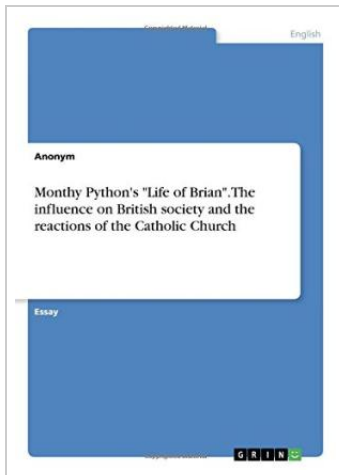 English
Anonym
Monthy Python's "Life of Brian". The
influence on British society and the
reactions of the Catholic Church
Essay
GRIN